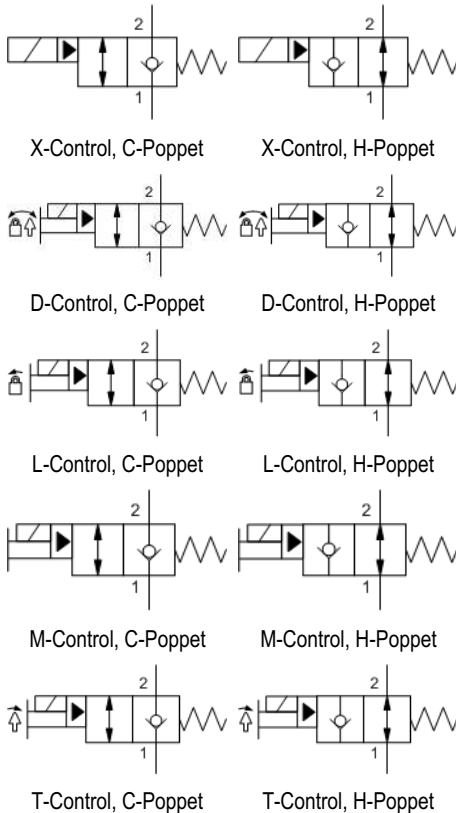 2 2
1 1
X-Control, C-Poppet X-Control, H-Poppet
2 2
1 1
D-Control, C-Poppet D-Control, H-Poppet
2 2
1 1
L-Control, C-Poppet L-Control, H-Poppet
2 2
1 1
M-Control, C-Poppet M-Control, H-Poppet
2 2
1 1
T-Control, C-Poppet T-Control, H-Poppet